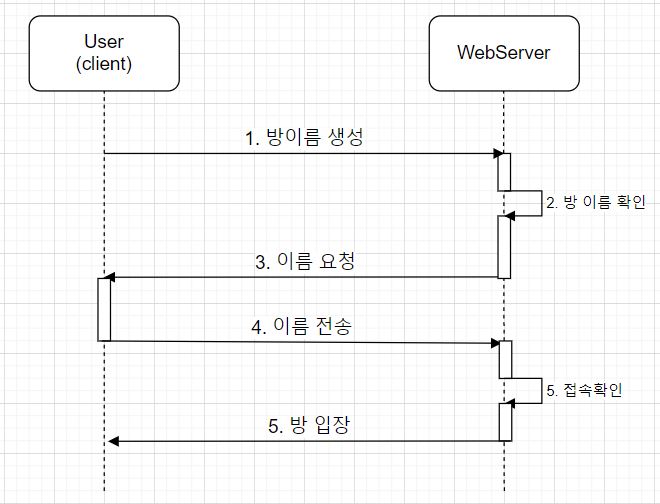 User
(client)
WebServer
1. 방이름 생성
2. 방 이름 확인
3. 이름 요청
4. 이름 전송
5. 접속확인
5. 방 입장